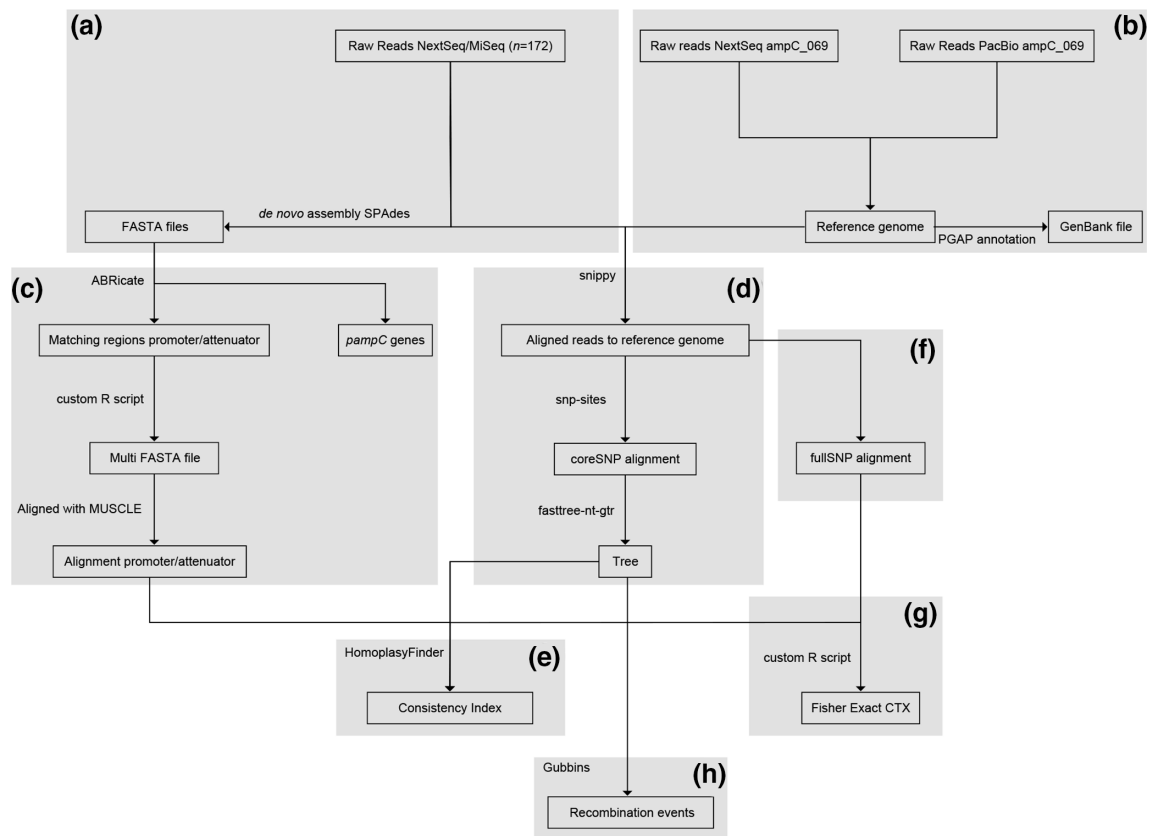 (a)
(b)
Raw Reads NextSeq/MiSeq (n=172)
Raw reads NextSeq ampC_069
Raw Reads PacBio ampC_069
de novo assembly SPAdes
FASTA files
Reference genome
PGAP annotation
GenBank file
(c)
ABRicate
Matching regions promoter/attenuator
pampC genes
custom R script
Multi FASTA file
Aligned with MUSCLE
Alignment promoter/attenuator
(d)
snippy
Aligned reads to reference genome
snp-sites
coreSNP alignment
fasttree-nt-gtr
Tree
(f)
fullSNP alignment
(g)
custom R script
Fisher Exact CTX
(e)
HomoplasyFinder
Consistency Index
(h)
Gubbins
Recombination events